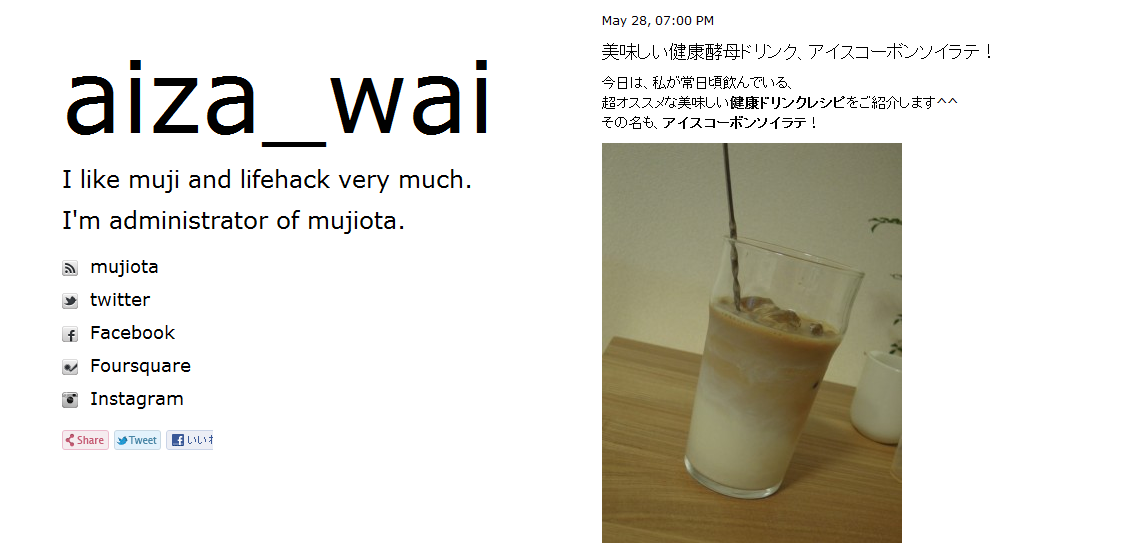 aiza_wai
I like muji and lifehack very much.
I'm administrator of mujiota.
mujiota
twitter
Facebook
Foursquare
Instagram
Share Tweet いいね
May 28, 07:00 PM
美味しい健康酵母ドリンク、アイスコーボンソイラテ！
今日は、私が常日頃飲んでいる、
超オススメな美味しい健康ドリンクレシピをご紹介します^^
その名も、アイスコーボンソイラテ！